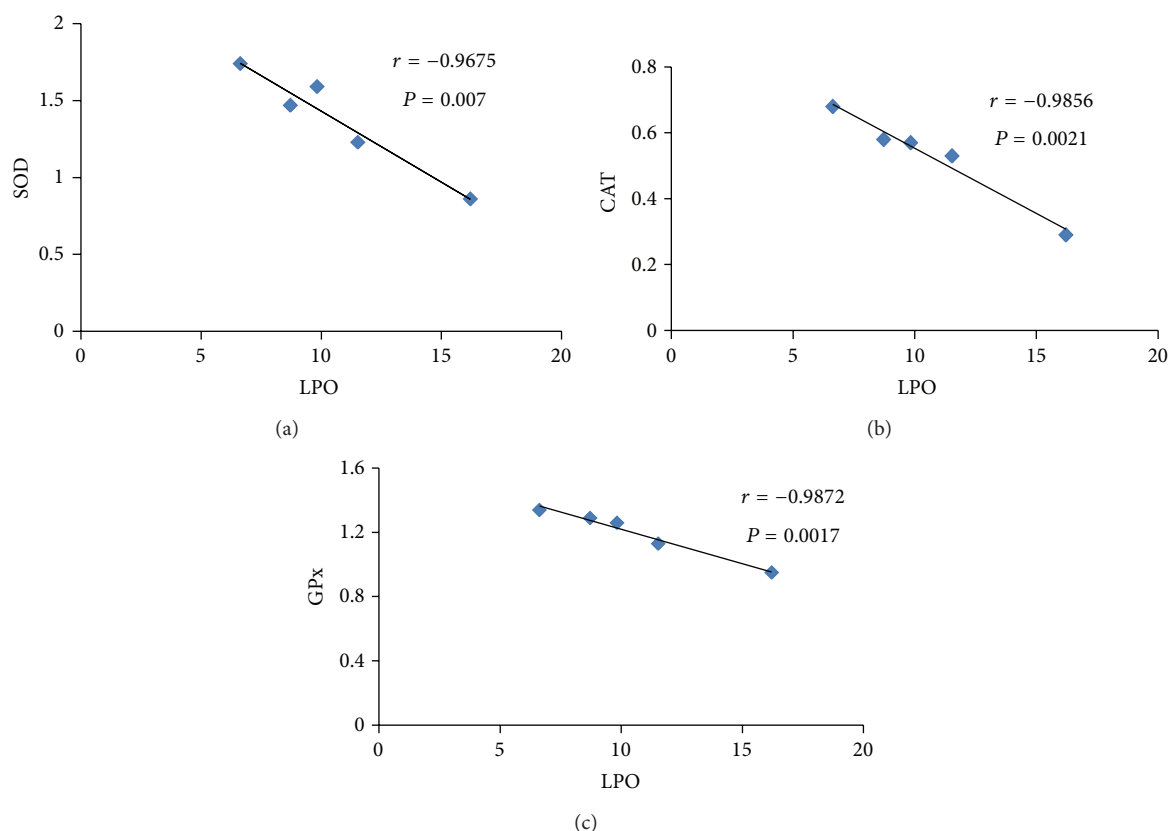 2
1.5
1
0.5
0
SOD
r = −0.9675
P = 0.007
0 5 10 15 20
LPO
(a)
0.8
0.6
0.4
0.2
0
CAT
r = −0.9856
P = 0.0021
0 5 10 15 20
LPO
(b)
1.6
1.2
0.8
0.4
0
GPx
r = −0.9872
P = 0.0017
0 5 10 15 20
LPO
(c)